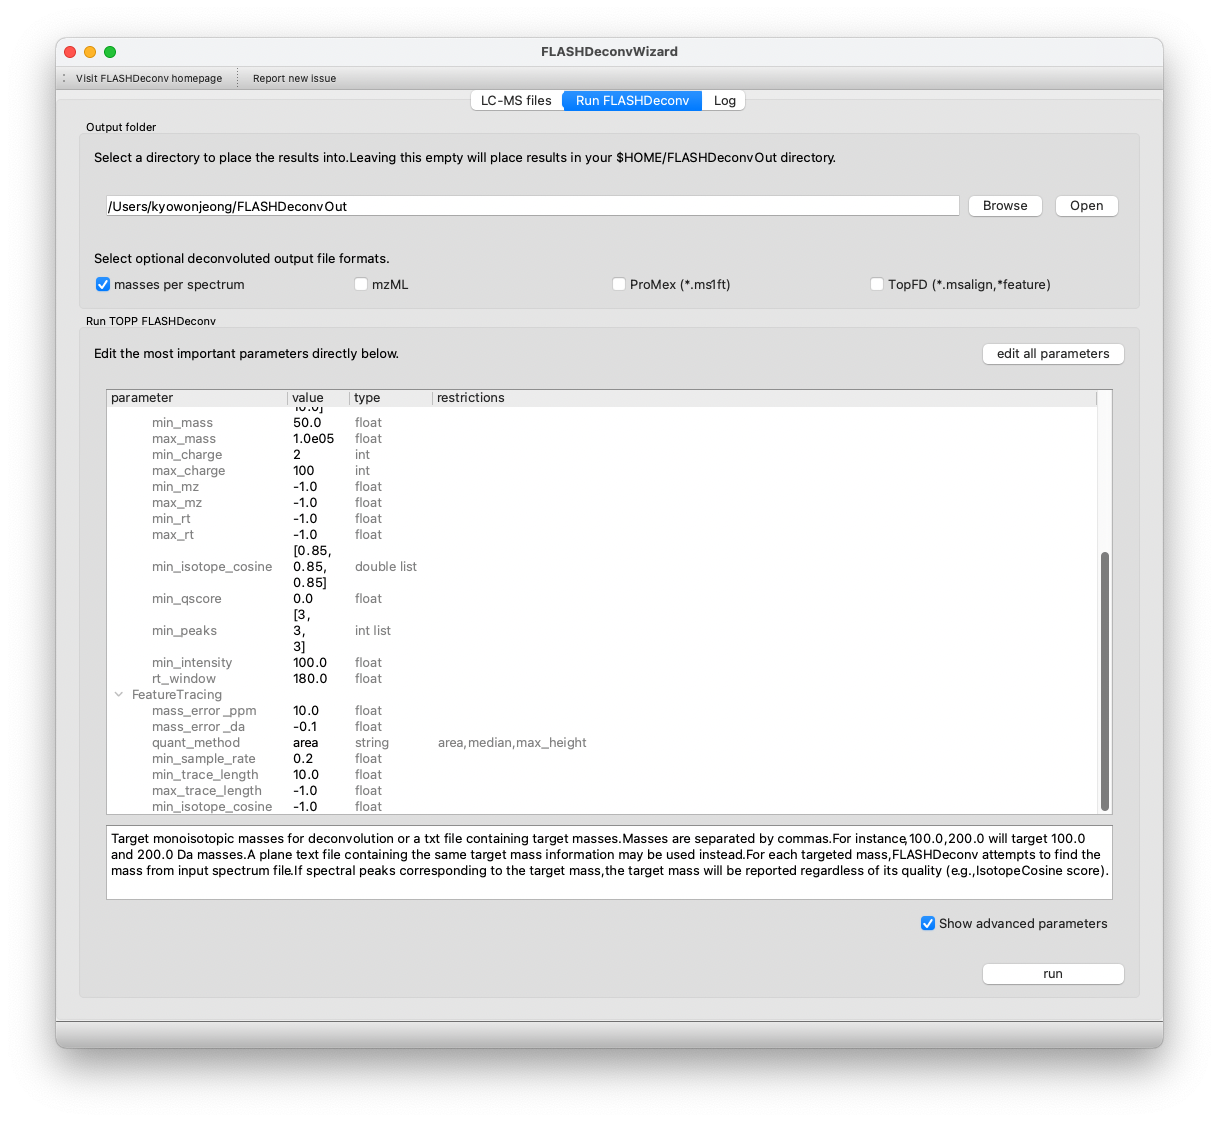 FLASHDeconvWizard
Visit FLASHDeconv homepage Report new issue
LC-MS files Run FLASHDeconv Log
Output folder
Select a directory to place the results into.Leaving this empty will place results in your $HOME/FLASHDeconvOut directory.
/Users/kyowonjeong/FLASHDeconvOut Browse Open
Select optional deconvoluted output file formats.
masses per spectrum mzML ProMex (*.ms1ft) TopFD (*.msalign,*feature)
Run TOPP FLASHDeconv
Edit the most important parameters directly below. edit all parameters
parameter value type restrictions
10.0]
min_mass 50.0 float
max_mass 1.0e05 float
min_charge 2 int
max_charge 100 int
min_mz -1.0 float
max_mz -1.0 float
min_rt -1.0 float
max_rt -1.0 float
[0.85,
min_isotope_cosine 0.85, double list
0.85]
min_qscore 0.0 float
[3,
min_peaks 3, int list
3]
min_intensity 100.0 float
rt_window 180.0 float
FeatureTracing
mass_error_ppm 10.0 float
mass_error_da -0.1 float
quant_method area string area,median,max_height
min_sample_rate 0.2 float
min_trace_length 10.0 float
max_trace_length -1.0 float
min_isotope_cosine -1.0 float
Target monoisotopic masses for deconvolution or a txt file containing target masses.Masses are separated by commas.For instance,100.0,200.0 will target 100.0
and 200.0 Da masses.A plane text file containing the same target mass information may be used instead.For each targeted mass,FLASHDeconv attempts to find the
mass from input spectrum file.If spectral peaks corresponding to the target mass,the target mass will be reported regardless of its quality (e.g.,IsotopeCosine score).
Show advanced parameters
run